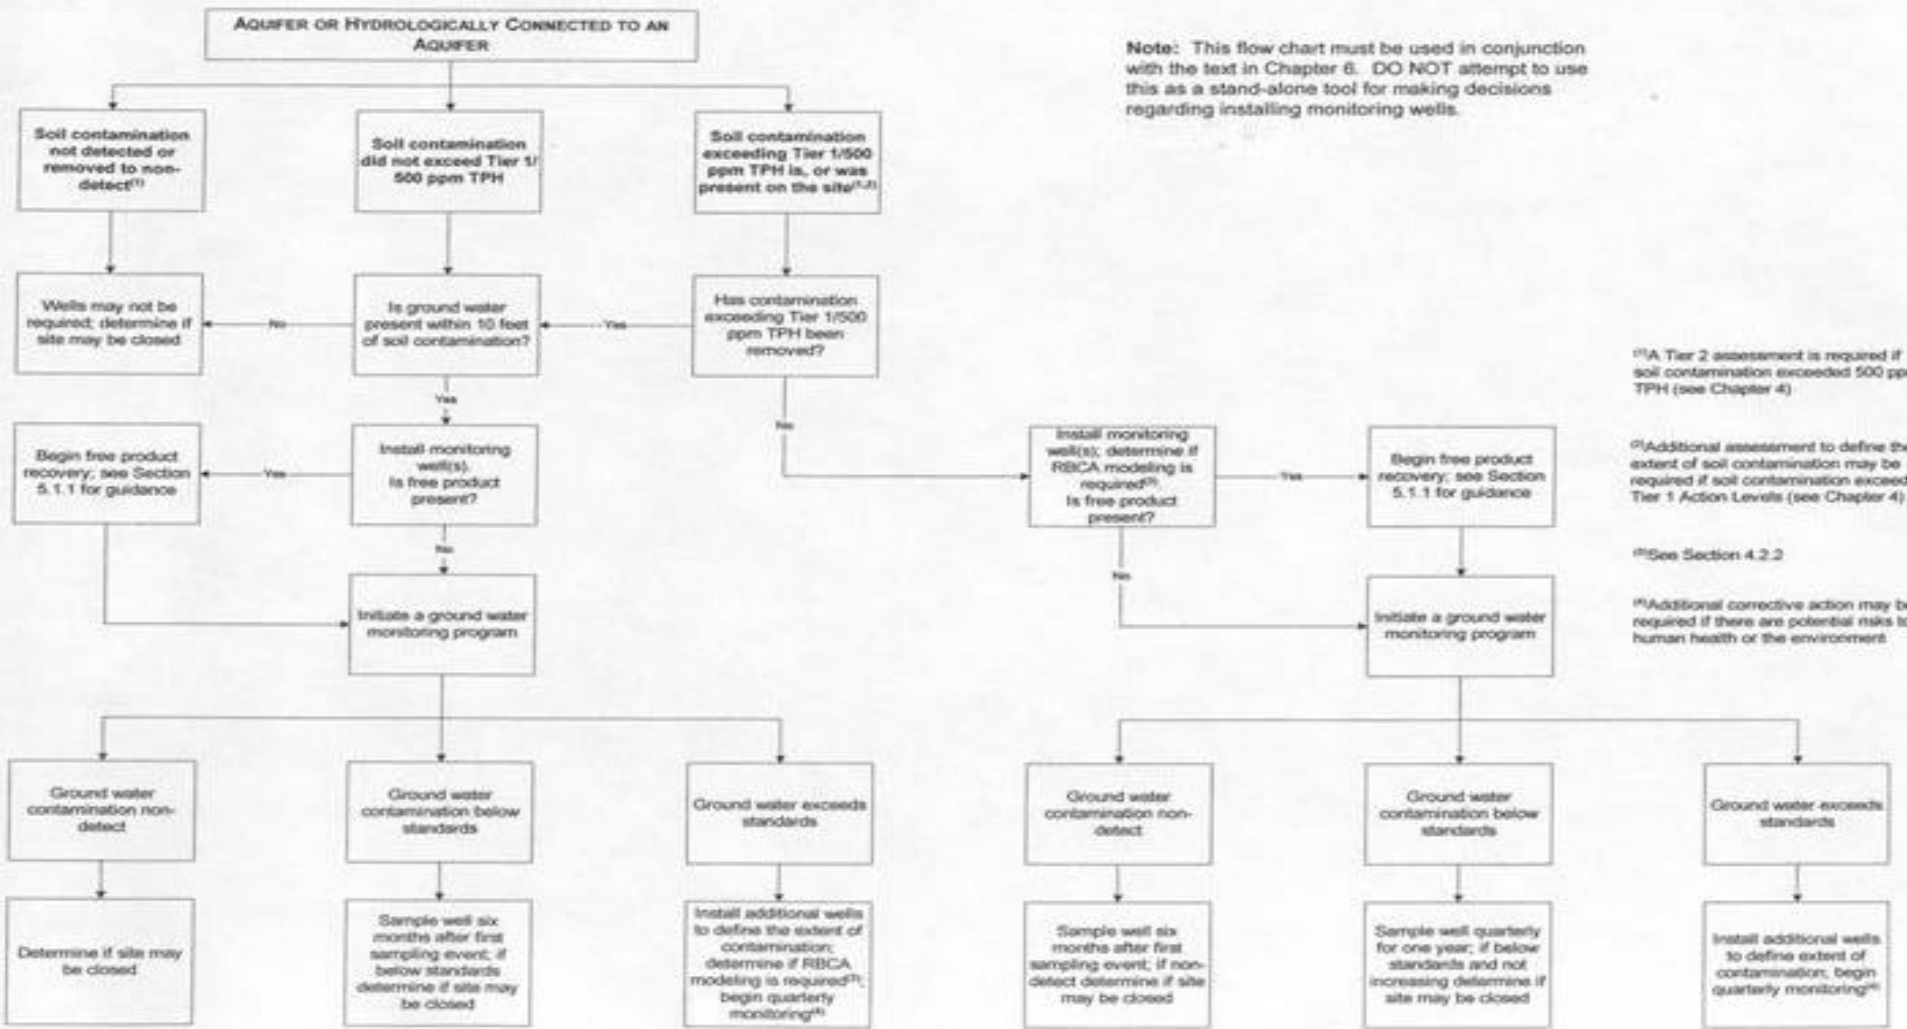 AQUIFER OR HYDROLOGICALLY CONNECTED TO AN
AQUIFER
Note: This flow chart must be used in conjunction
with the text in Chapter 6. DO NOT attempt to use
this as a stand-alone tool for making decisions
regarding installing monitoring wells.
Soil contamination
not detected or
removed to non-
detect(1)
Soil contamination
did not exceed Tier 1/
500 ppm TPH
Soil contamination
exceeding Tier 1/500
ppm TPH is, or was
present on the site(1,2)
Wells may not be
required; determine if
site may be closed
No
Is ground water
present within 10 feet
of soil contamination?
Yes
Has contamination
exceeding Tier 1/500
ppm TPH been
removed?
Yes
No
Begin free product
recovery; see Section
5.1.1 for guidance
Yes
Install monitoring
well(s).
Is free product
present?
No
Initiate a ground water
monitoring program
Install monitoring
well(s); determine if
RBCA modeling is
required(3)
Is free product
present?
Yes
Begin free product
recovery; see Section
5.1.1 for guidance
No
Initiate a ground water
monitoring program
(1)A Tier 2 assessment is required if
soil contamination exceeded 500 pp
TPH (see Chapter 4)
(2)Additional assessment to define the
extent of soil contamination may be
required if soil contamination exceed
Tier 1 Action Levels (see Chapter 4)
(3)See Section 4.2.2
(4)Additional corrective action may be
required if there are potential risks to
human health or the environment
Ground water
contamination non-
detect
Ground water
contamination below
standards
Ground water exceeds
standards
Ground water
contamination non-
detect
Ground water
contamination below
standards
Ground water exceeds
standards
Determine if site may
be closed
Sample well six
months after first
sampling event; if
below standards
determine if site may
be closed
Install additional wells
to define the extent of
contamination;
determine if RBCA
modeling is required(3);
begin quarterly
monitoring(4)
Sample well six
months after first
sampling event; if non-
detect determine if site
may be closed
Sample well quarterly
for one year; if below
standards and not
increasing determine if
site may be closed
Install additional wells
to define extent of
contamination; begin
quarterly monitoring(4)